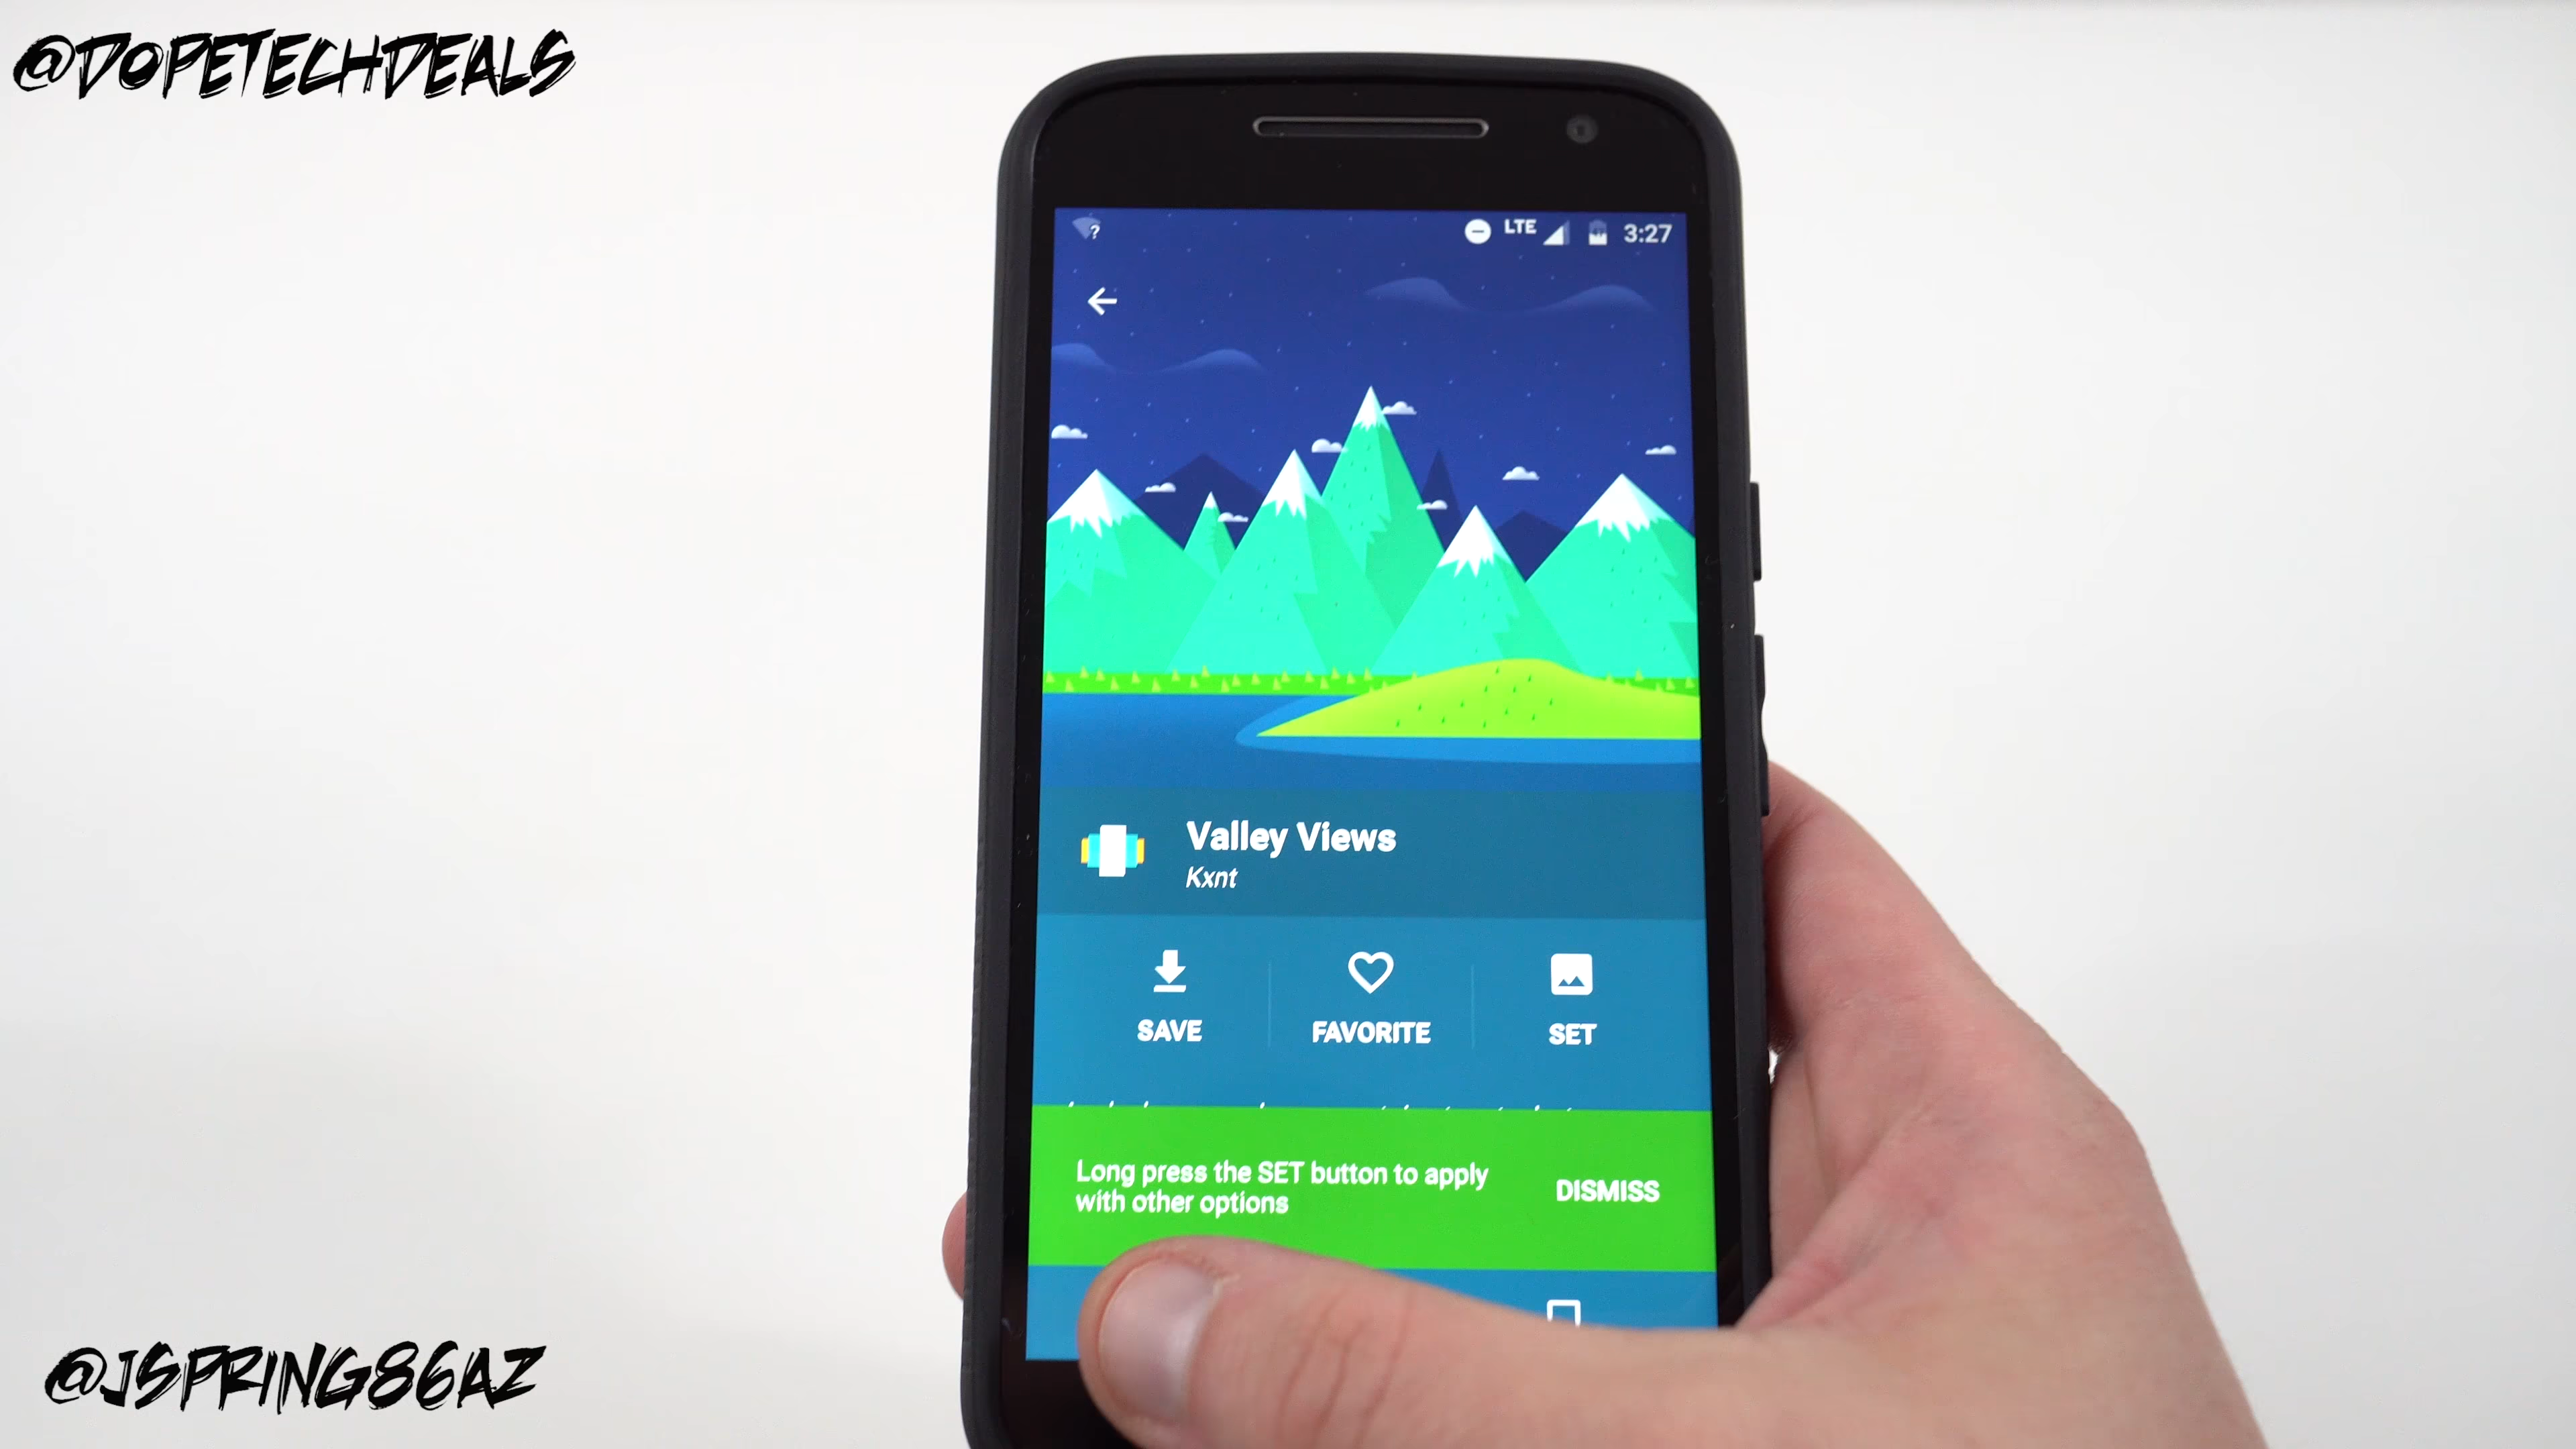 @DOPETECHDEALS
? LTE 3:27
Valley Views
Kxnt
SAVE FAVORITE SET
Long press the SET button to apply
with other options
DISMISS
@JSPRING86AZ